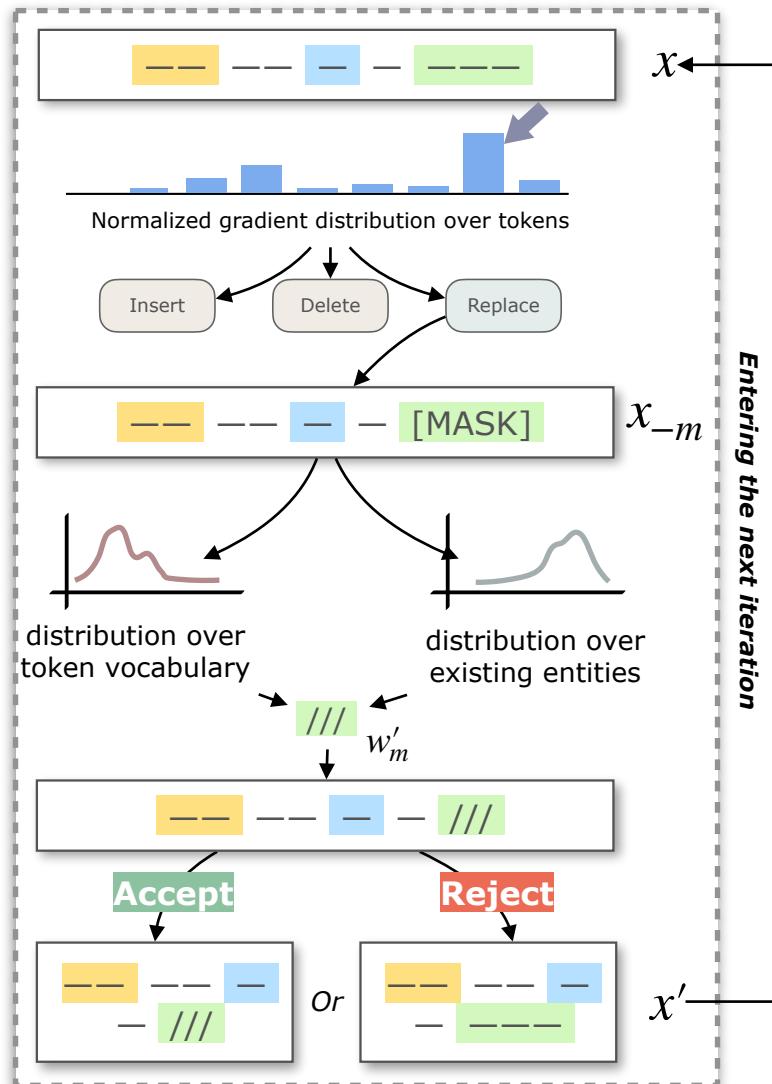 x
Normalized gradient distribution over tokens
Insert
Delete
Replace
[MASK]
x₋ₘ
distribution over
token vocabulary
distribution over
existing entities
///
w′ₘ
///
Accept
Reject
///
Or
x′
Entering the next iteration